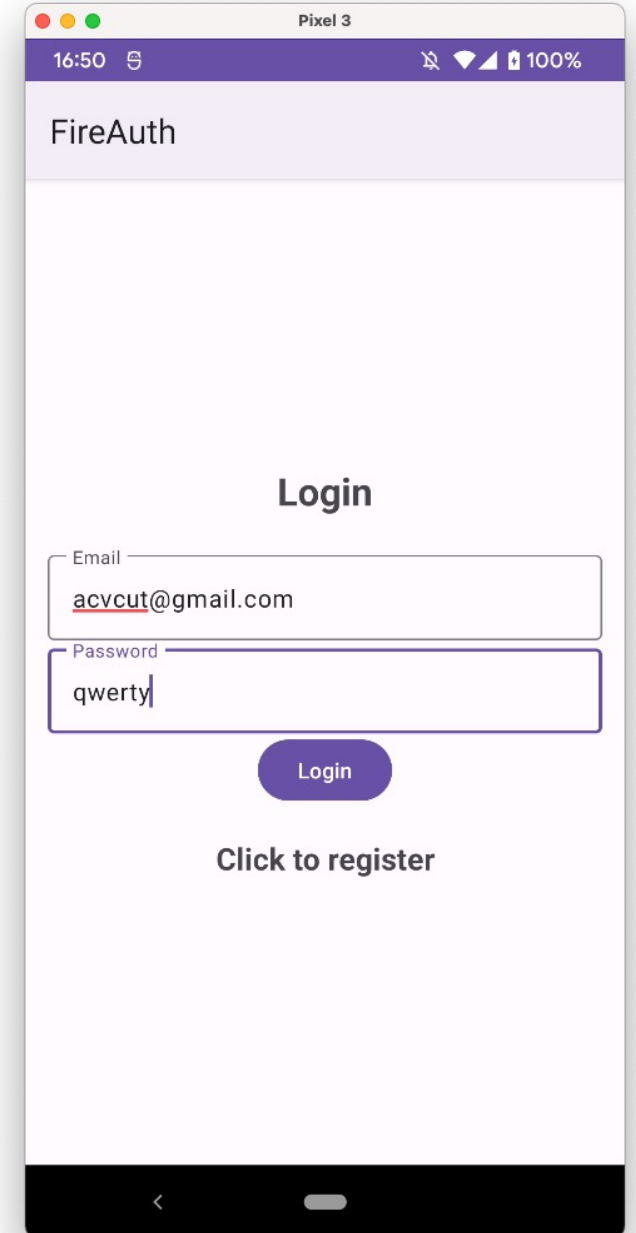 Pixel 3
16:50 100%
FireAuth
Login
Email
acvcut@gmail.com
Password
qwerty
Login
Click to register